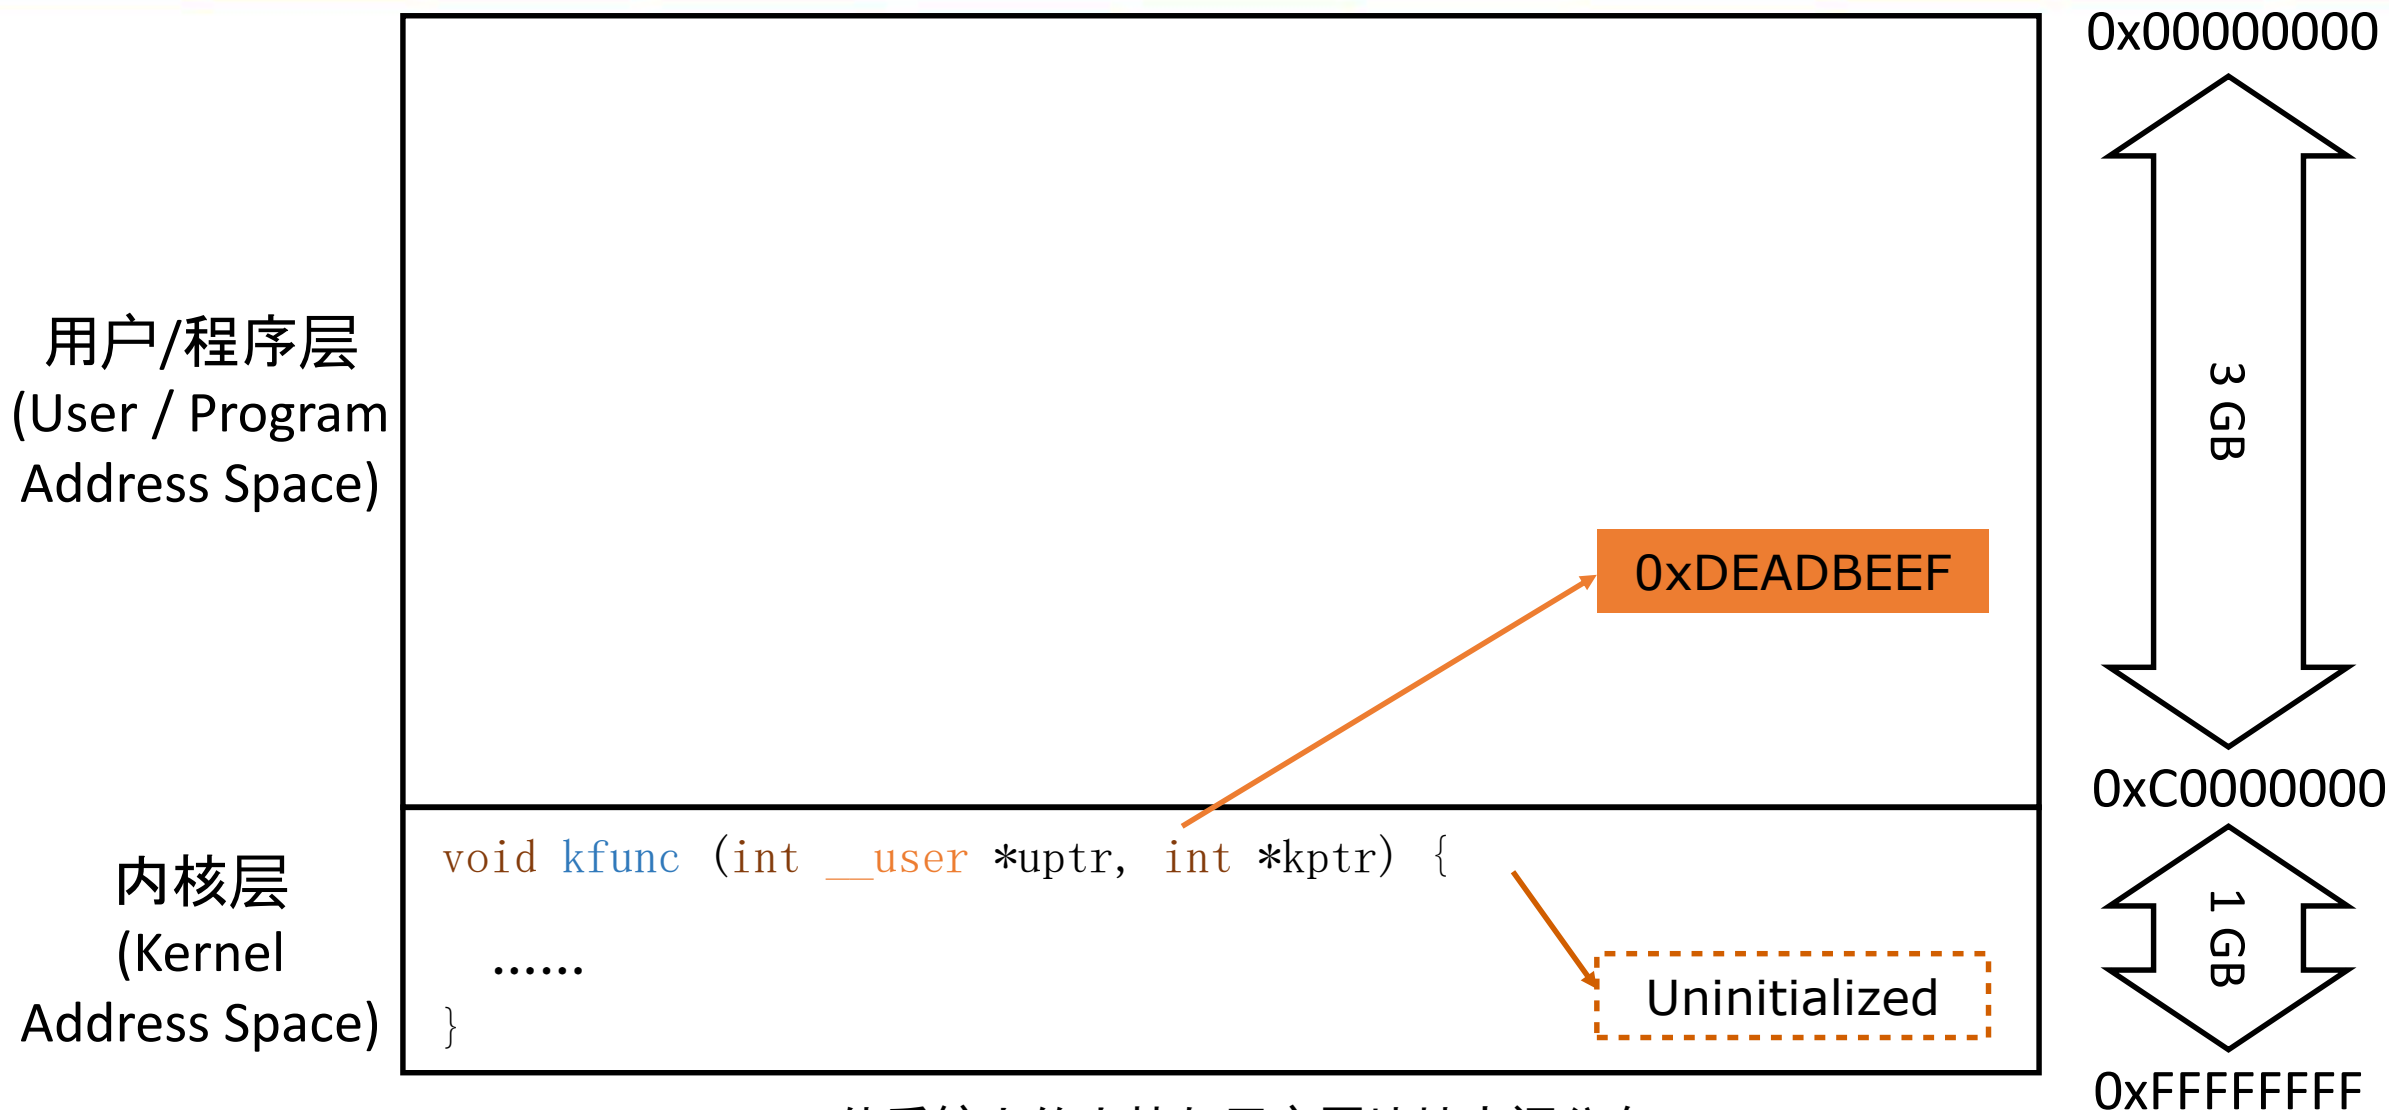 0x00000000
用户/程序层
(User / Program
Address Space)
3 GB
0xDEADBEEF
0xC0000000
void kfunc (int __user *uptr, int *kptr) {
......
}
内核层
(Kernel
Address Space)
Uninitialized
1 GB
0xFFFFFFFF